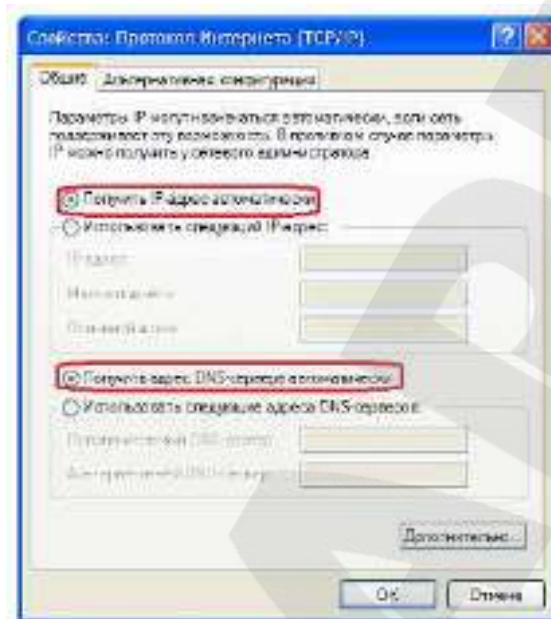 Свойства: Протокол Интернета (TCP/IP)
Общие Альтернативная конфигурация
Параметры IP могут назначаться автоматически, если сеть
поддерживает эту возможность. В противном случае параметры
IP можно получить у сетевого администратора.
Получить IP-адрес автоматически
Использовать следующий IP-адрес:
IP-адрес:
Маска подсети:
Основной шлюз:
Получить адрес DNS-сервера автоматически
Использовать следующие адреса DNS-серверов:
Предпочитаемый DNS-сервер:
Альтернативный DNS-сервер:
Дополнительно...
OK Отмена